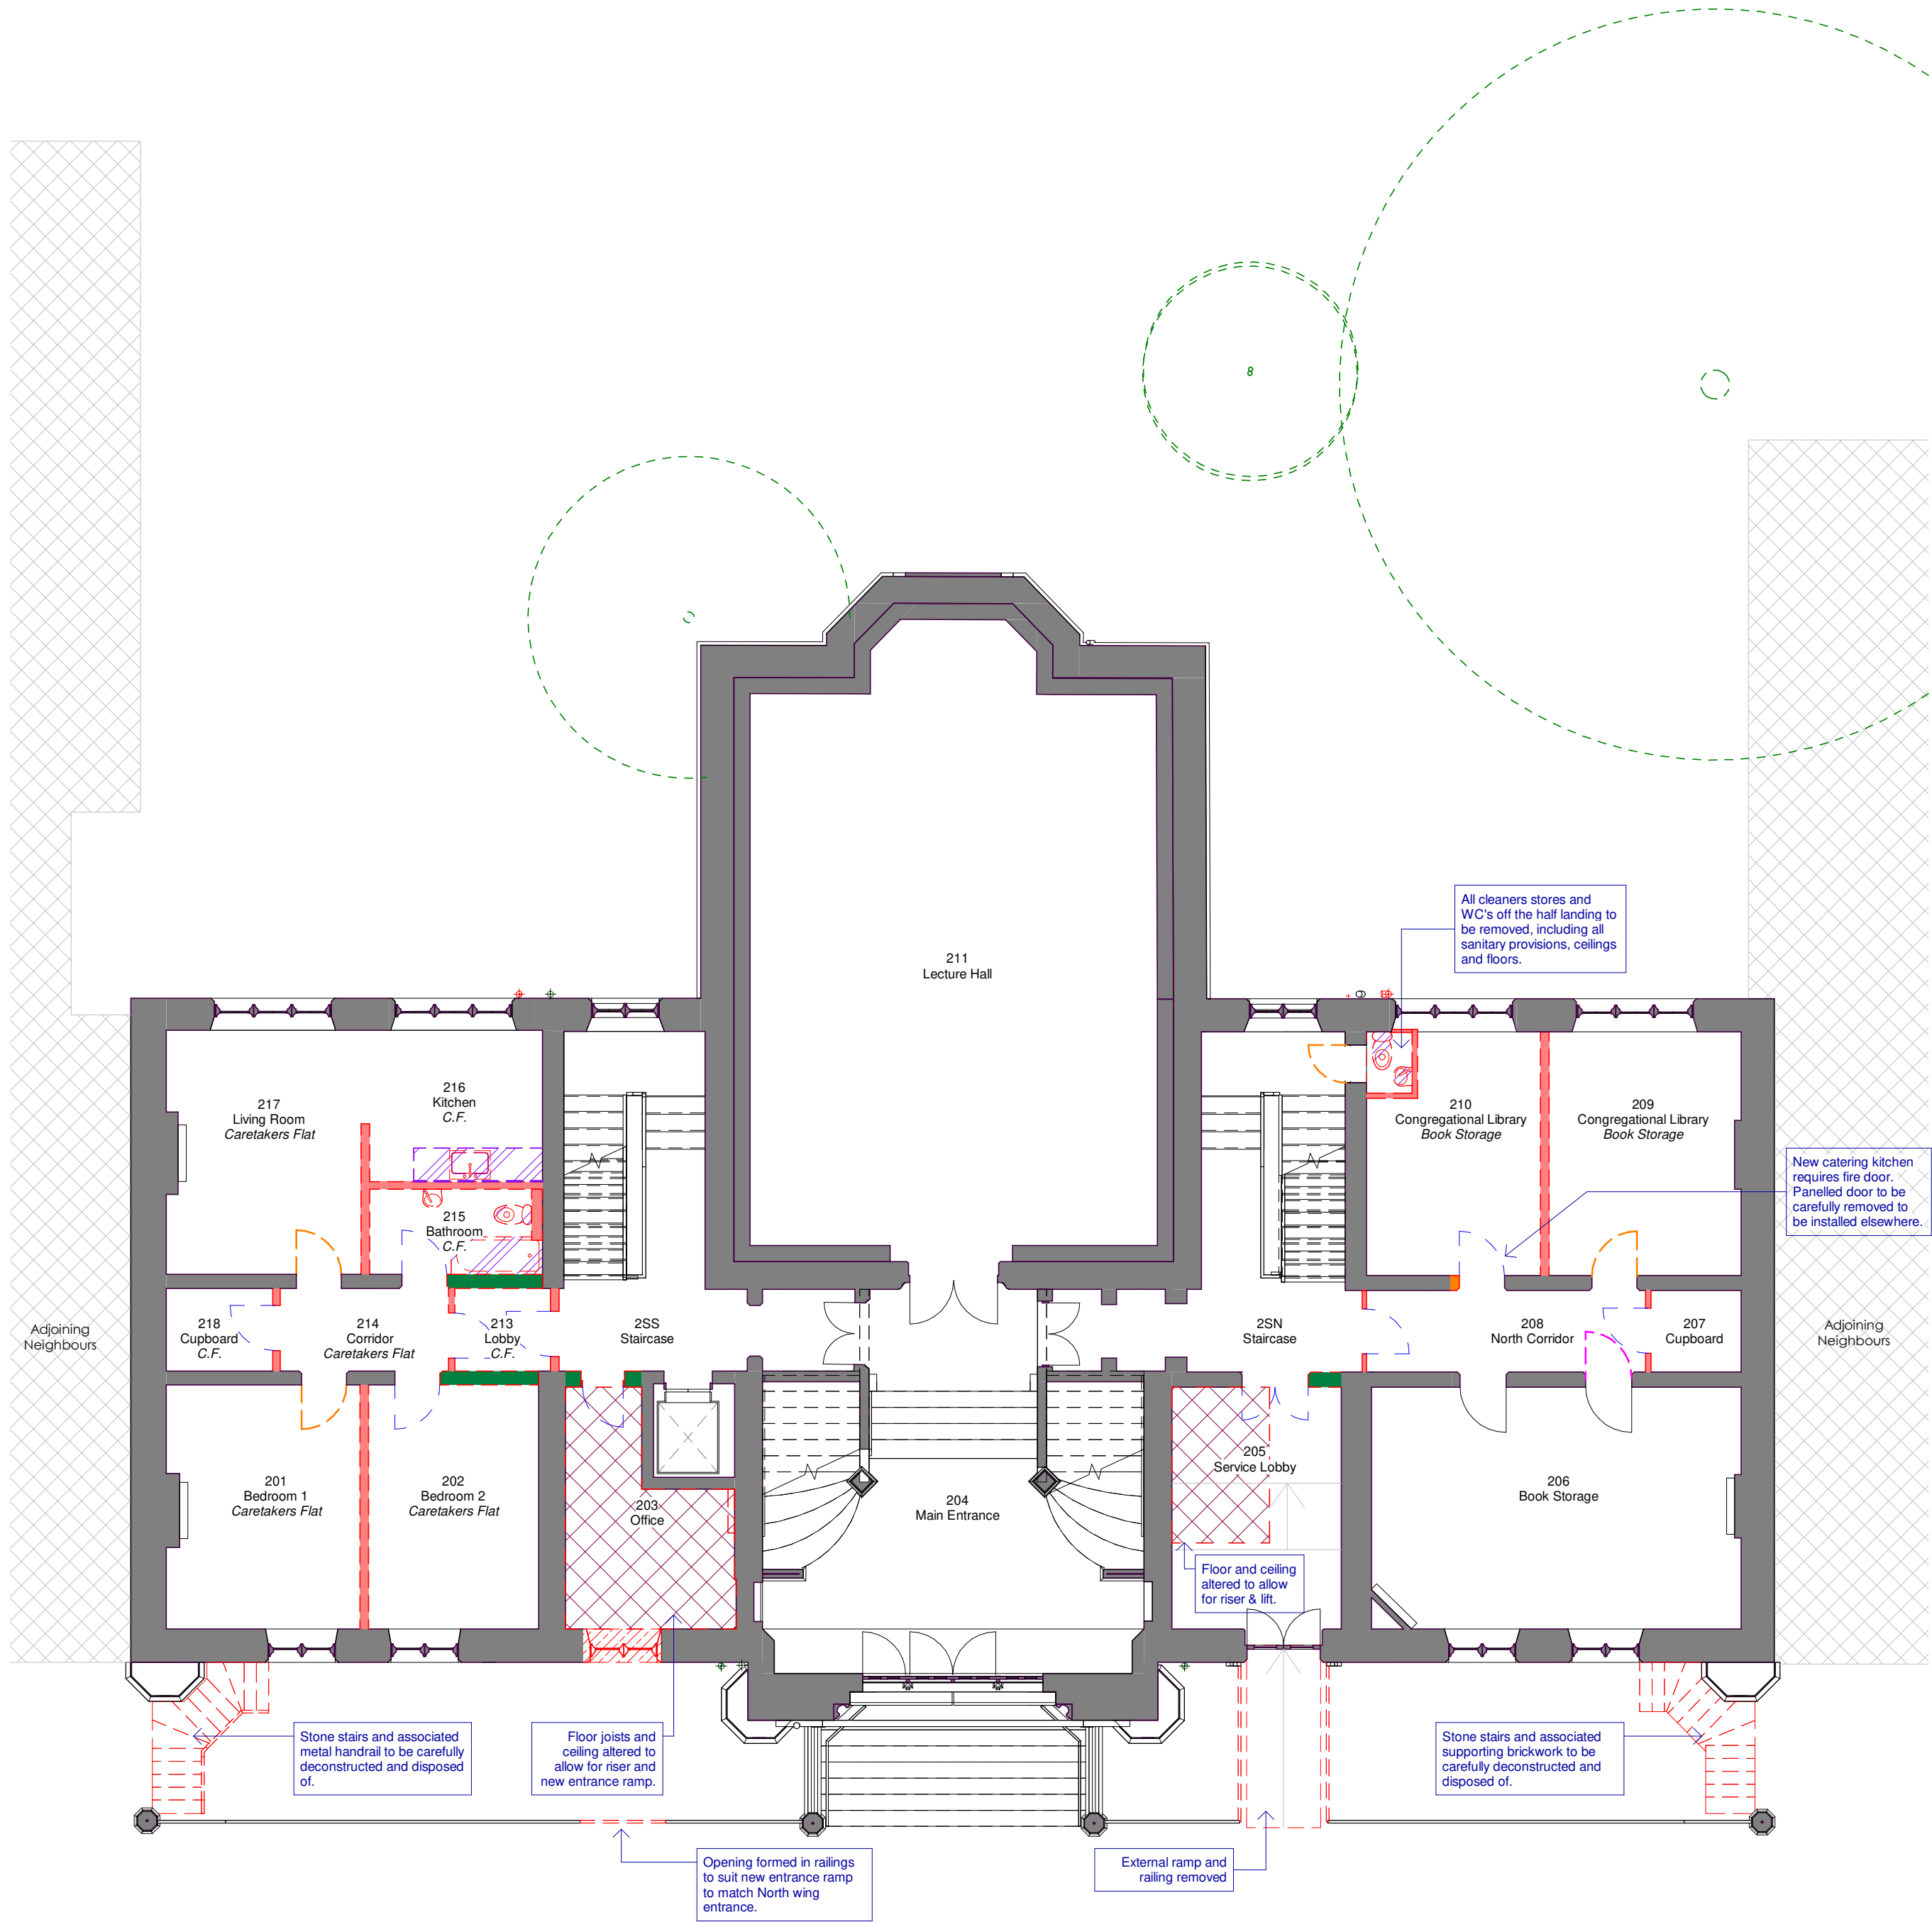 8
All cleaners stores and
WC's off the half landing to
be removed, including all
sanitary provisions, ceilings
and floors.
211
Lecture Hall
217
Living Room
Caretakers Flat
216
Kitchen
C.F.
210
Congregational Library
Book Storage
209
Congregational Library
Book Storage
New catering kitchen
requires fire door.
Panelled door to be
carefully removed to
be installed elsewhere.
215
Bathroom
C.F.
Adjoining
Neighbours
218
Cupboard
C.F.
214
Corridor
Caretakers Flat
213
Lobby
C.F.
2SS
Staircase
2SN
Staircase
208
North Corridor
207
Cupboard
Adjoining
Neighbours
201
Bedroom 1
Caretakers Flat
202
Bedroom 2
Caretakers Flat
203
Office
204
Main Entrance
205
Service Lobby
206
Book Storage
Floor and ceiling
altered to allow
for riser & lift.
Stone stairs and associated
metal handrail to be carefully
deconstructed and disposed
of.
Floor joists and
ceiling altered to
allow for riser and
new entrance ramp.
Stone stairs and associated
supporting brickwork to be
carefully deconstructed and
disposed of.
Opening formed in railings
to suit new entrance ramp
to match North wing
entrance.
External ramp and
railing removed